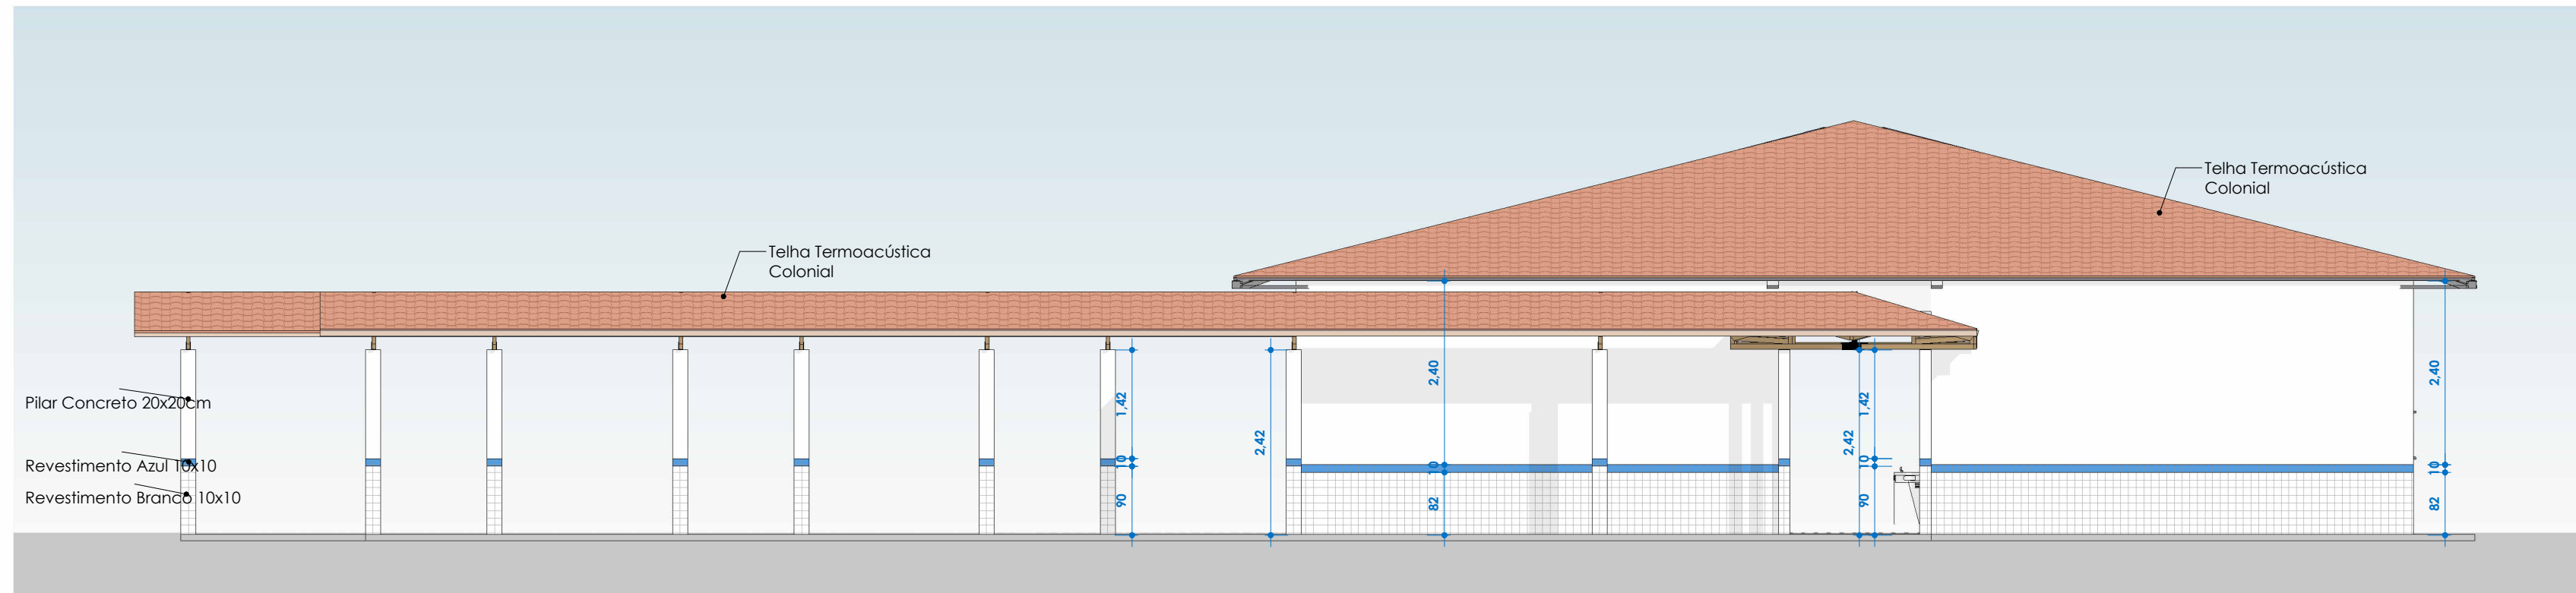 Telha Termoacústica
Colonial
Telha Termoacústica
Colonial
Pilar Concreto 20x20cm
Revestimento Azul 10x10
Revestimento Branco 10x10
1,42
10
90
2,42
2,40
10
82
2,42
1,42
10
90
2,40
10
82